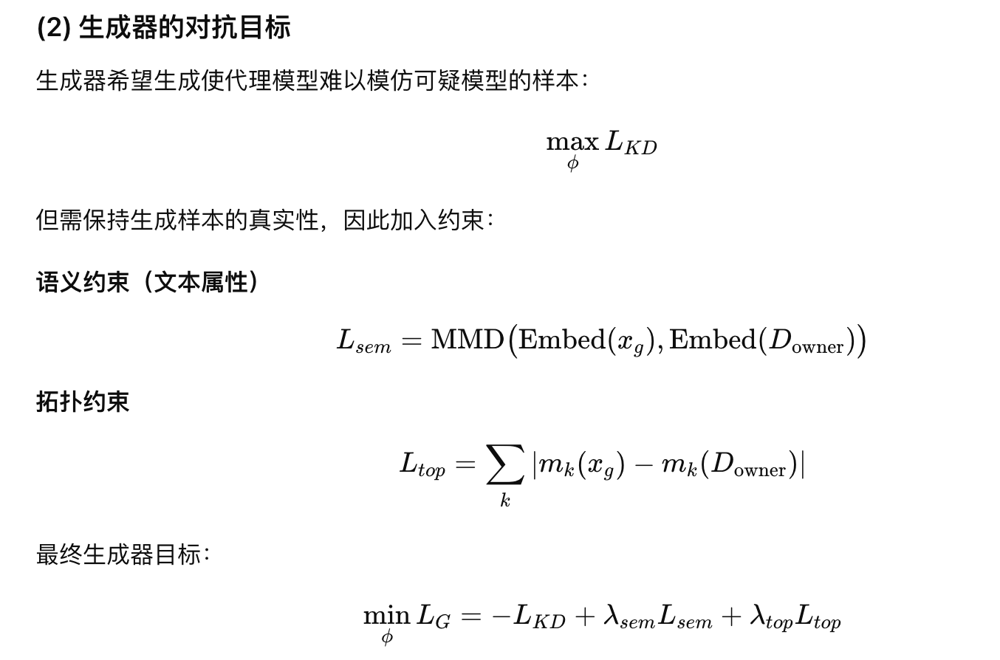 (2) 生成器的对抗目标
生成器希望生成使代理模型难以模仿可疑模型的样本：
$$\max_{\phi} L_{KD}$$
但需保持生成样本的真实性，因此加入约束：
语义约束（文本属性）
$$L_{sem} = \mathrm{MMD}\big(\mathrm{Embed}(x_g), \mathrm{Embed}(D_{\mathrm{owner}})\big)$$
拓扑约束
$$L_{top} = \sum_{k} |m_k(x_g) - m_k(D_{\mathrm{owner}})|$$
最终生成器目标：
$$\min_{\phi} L_G = -L_{KD} + \lambda_{sem} L_{sem} + \lambda_{top} L_{top}$$